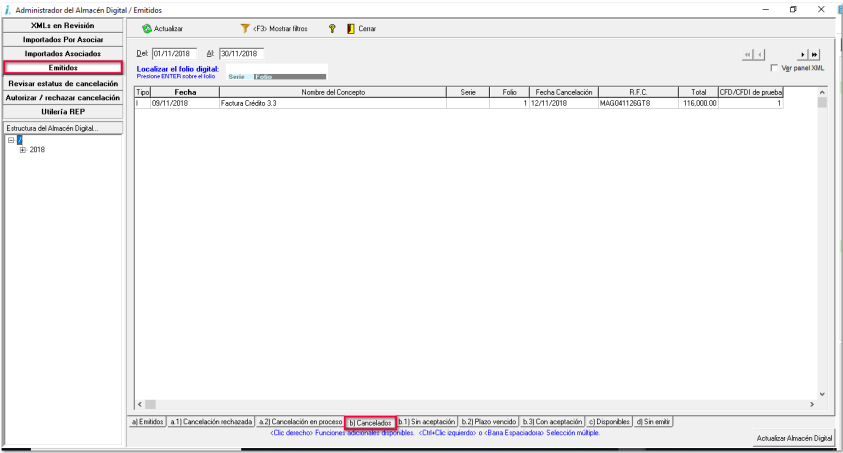 Administrador del Almacén Digital / Emitidos
XMLs en Revisión
Importados Por Asociar
Importados Asociados
Emitidos
Revisar estatus de cancelación
Autorizar / rechazar cancelación
Utilería REP
Estructura del Almacén Digital...
/
2018
Actualizar <F3> Mostrar filtros Cerrar
Del: 01/11/2018 Al: 30/11/2018
Localizar el folio digital:
Presione ENTER sobre el folio Serie Folio
Ver panel XML
Tipo Fecha Nombre del Concepto Serie Folio Fecha Cancelación R.F.C. Total CFD/CFDI de prueba
I 09/11/2018 Factura Crédito 3.3 1 12/11/2018 MAG041126GT8 116,000.00 1
a) Emitidos a.1) Cancelación rechazada a.2) Cancelación en proceso b) Cancelados b.1) Sin aceptación b.2) Plazo vencido b.3) Con aceptación c) Disponibles d) Sin emitir
<Clic derecho> Funciones adicionales disponibles. <Ctrl+Clic izquierdo> o <Barra Espaciadora> Selección múltiple.
Actualizar Almacén Digital